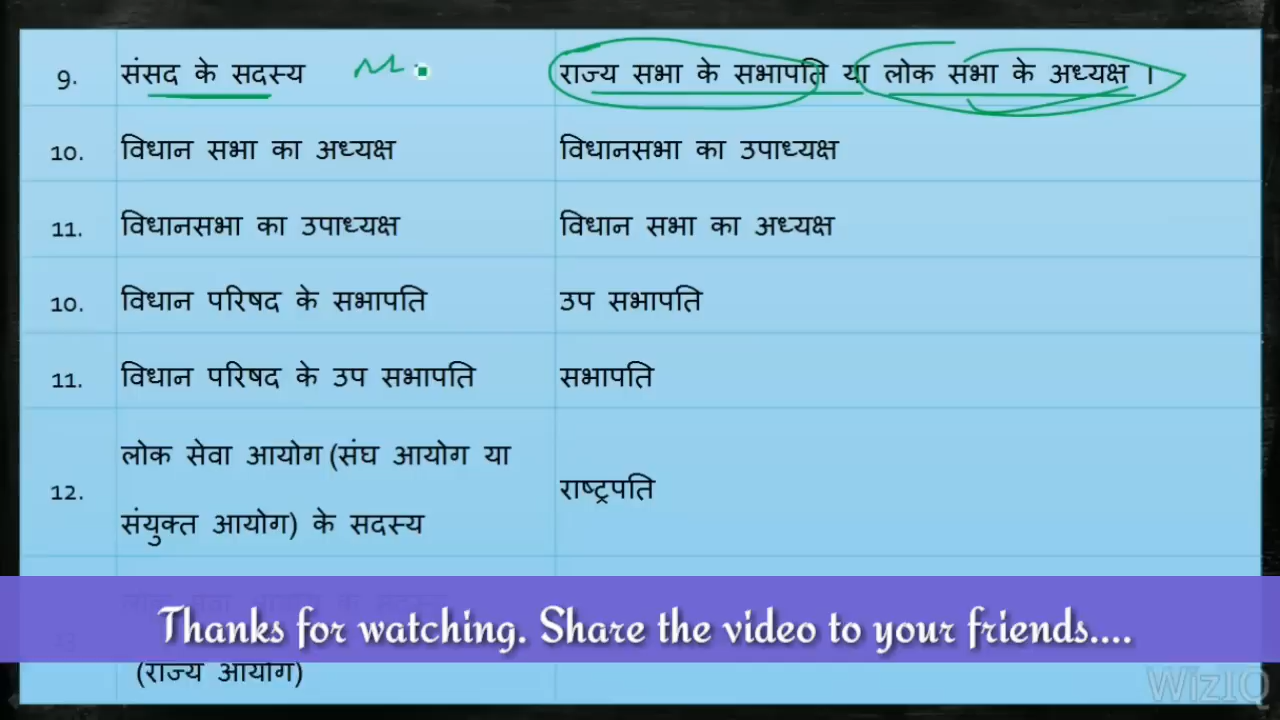 9. संसद के सदस्य राज्य सभा के सभापति या लोक सभा के अध्यक्ष ।
10. विधान सभा का अध्यक्ष विधानसभा का उपाध्यक्ष
11. विधानसभा का उपाध्यक्ष विधान सभा का अध्यक्ष
10. विधान परिषद के सभापति उप सभापति
11. विधान परिषद के उप सभापति सभापति
लोक सेवा आयोग (संघ आयोग या
12. राष्ट्रपति
संयुक्त आयोग) के सदस्य
Thanks for watching. Share the video to your friends....
(राज्य आयोग)
WizIQ